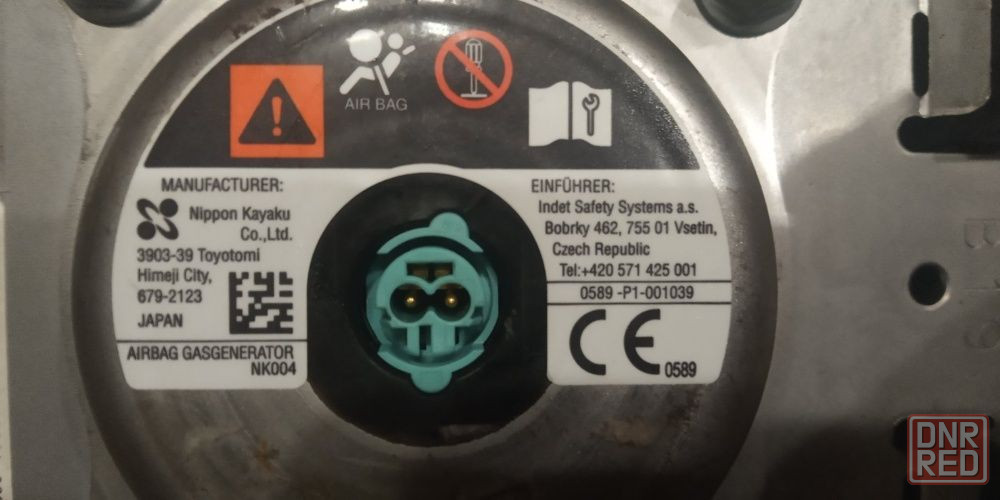 AIR BAG
MANUFACTURER:
Nippon Kayaku
Co.,Ltd.
3903-39 Toyotomi
Himeji City,
679-2123
JAPAN
AIRBAG GASGENERATOR
NK004
EINFÜHRER:
Indet Safety Systems a.s.
Bobrky 462, 755 01 Vsetin,
Czech Republic
Tel:+420 571 425 001
0589 -P1-001039
CE
0589
DNR
RED